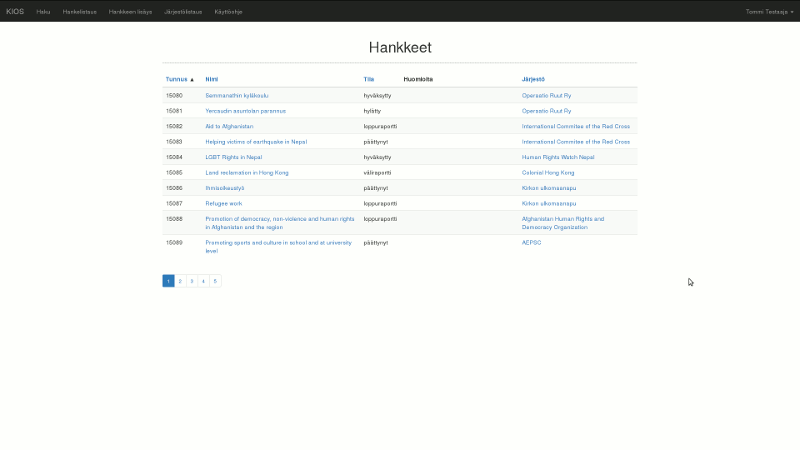 KIOS Haku Hankelistaus Hankkeen lisäys Järjestölistaus Käyttöohje Tommi Testaaja
Hankkeet
Tunnus ▲ Nimi Tila Huomioita Järjestö
15080 Sammanathin kyläkoulu hyväksytty Operaatio Ruut Ry
15081 Yercaudin asuntolan parannus hylätty Operaatio Ruut Ry
15082 Aid to Afghanistan loppuraportti International Commitee of the Red Cross
15083 Helping victims of earthquake in Nepal päättynyt International Commitee of the Red Cross
15084 LGBT Rights in Nepal hyväksytty Human Rights Watch Nepal
15085 Land reclamation in Hong Kong väliraportti Colonial Hong Kong
15086 Ihmisoikeustyö päättynyt Kirkon ulkomaanapu
15087 Refugee work loppuraportti Kirkon ulkomaanapu
15088 Promotion of democracy, non-violence and human rights loppuraportti Afghanistan Human Rights and
in Afghanistan and the region Democracy Organization
15089 Promoting sports and culture in school and at university päättynyt AEPSC
level
1 2 3 4 5